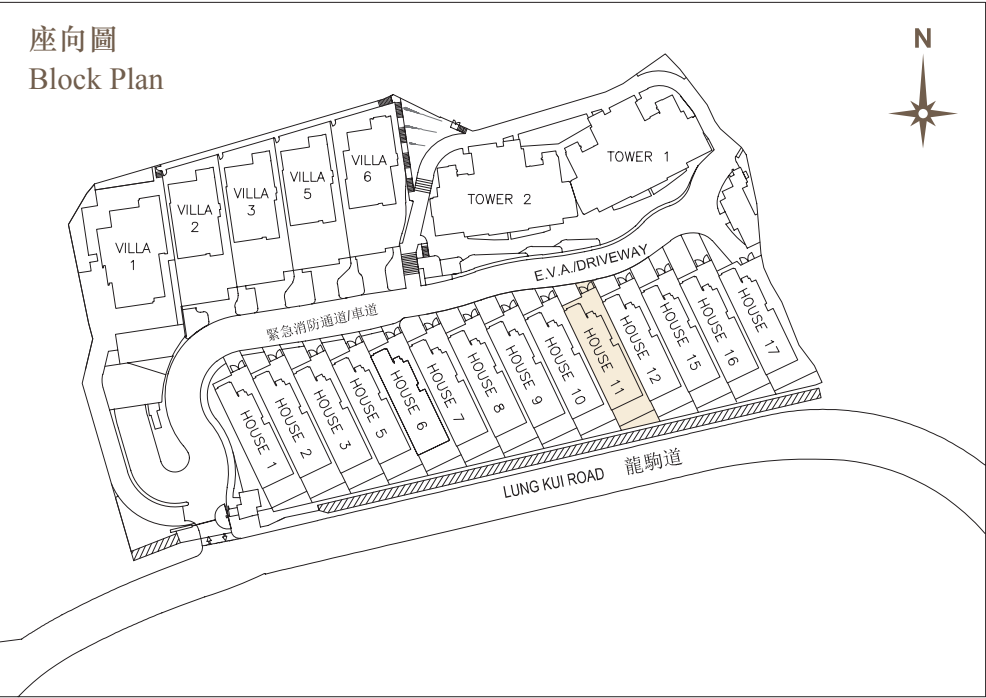 座向圖
Block Plan
N
VILLA
1
VILLA
2
VILLA
3
VILLA
5
VILLA
6
TOWER 2
TOWER 1
E.V.A./DRIVEWAY
緊急消防通道/車道
HOUSE 1
HOUSE 2
HOUSE 3
HOUSE 5
HOUSE 6
HOUSE 7
HOUSE 8
HOUSE 9
HOUSE 10
HOUSE 11
HOUSE 12
HOUSE 15
HOUSE 16
HOUSE 17
LUNG KUI ROAD 龍駒道